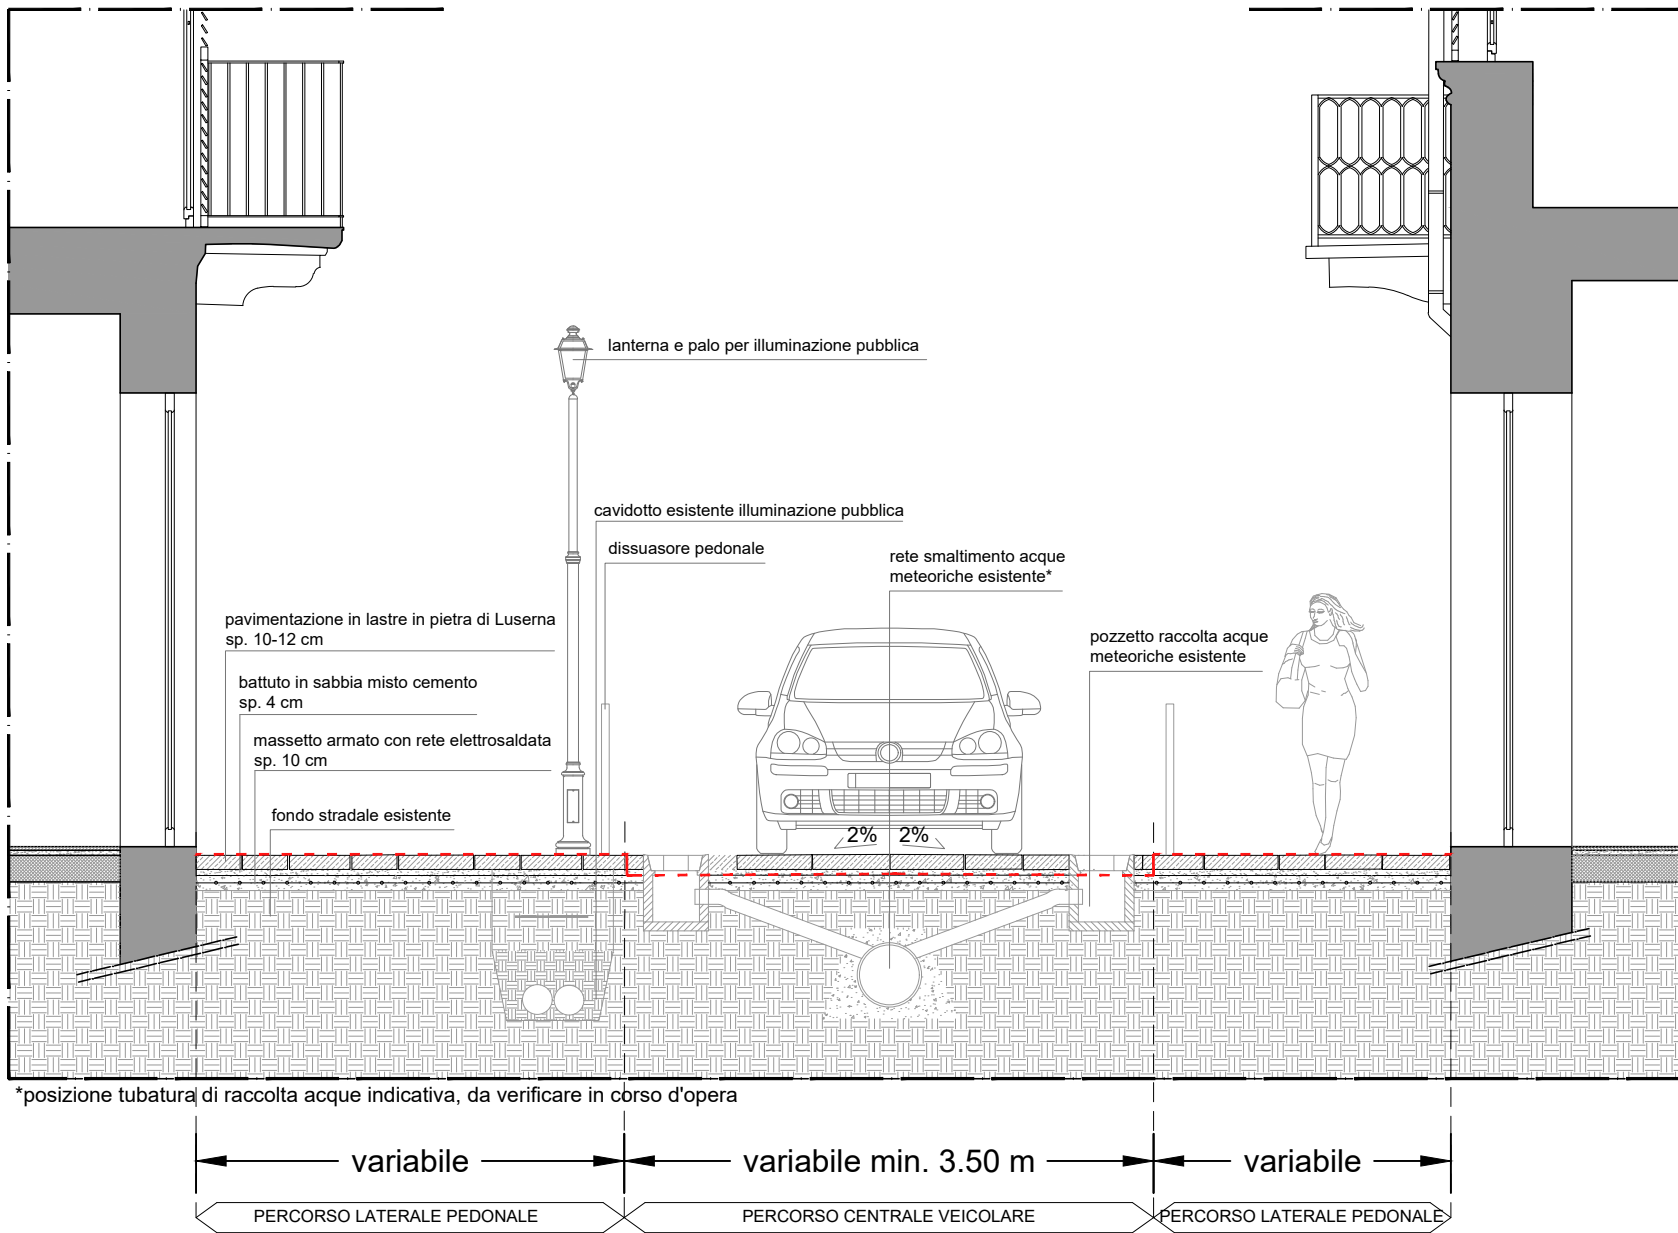 lanterna e palo per illuminazione pubblica
cavidotto esistente illuminazione pubblica
dissuasore pedonale
rete smaltimento acque
meteoriche esistente*
pavimentazione in lastre in pietra di Luserna
sp. 10-12 cm
pozzetto raccolta acque
meteoriche esistente
battuto in sabbia misto cemento
sp. 4 cm
massetto armato con rete elettrosaldata
sp. 10 cm
fondo stradale esistente
2% 2%
*posizione tubatura di raccolta acque indicativa, da verificare in corso d'opera
variabile
variabile min. 3.50 m
variabile
PERCORSO LATERALE PEDONALE
PERCORSO CENTRALE VEICOLARE
PERCORSO LATERALE PEDONALE